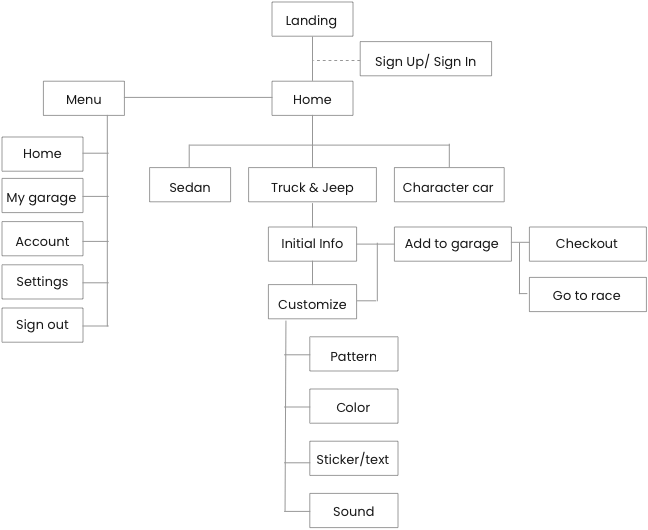 Landing
Sign Up/ Sign In
Menu
Home
Home
My garage
Account
Settings
Sign out
Sedan
Truck & Jeep
Character car
Initial Info
Add to garage
Checkout
Go to race
Customize
Pattern
Color
Sticker/text
Sound